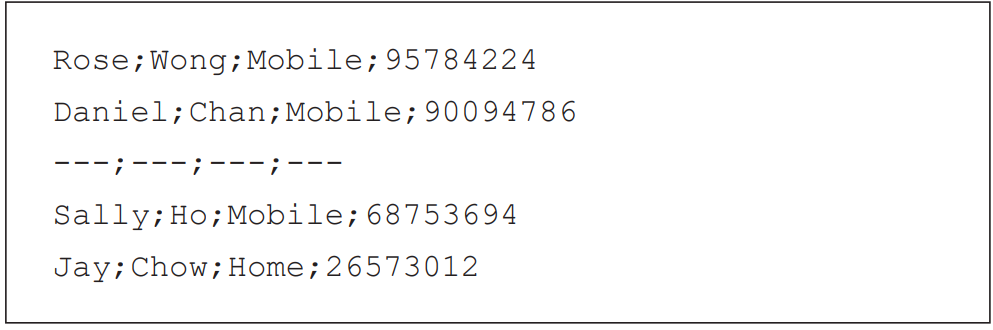 Rose;Wong;Mobile;95784224
Daniel;Chan;Mobile;90094786
---;---;---;---
Sally;Ho;Mobile;68753694
Jay;Chow;Home;26573012